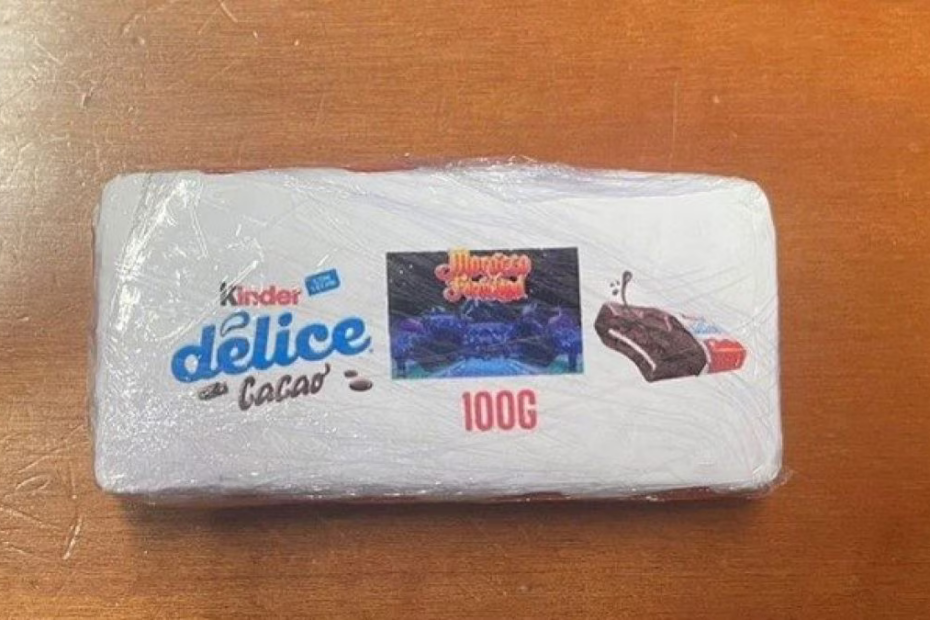 Kinder
délice
Cacao
Morocco
100G